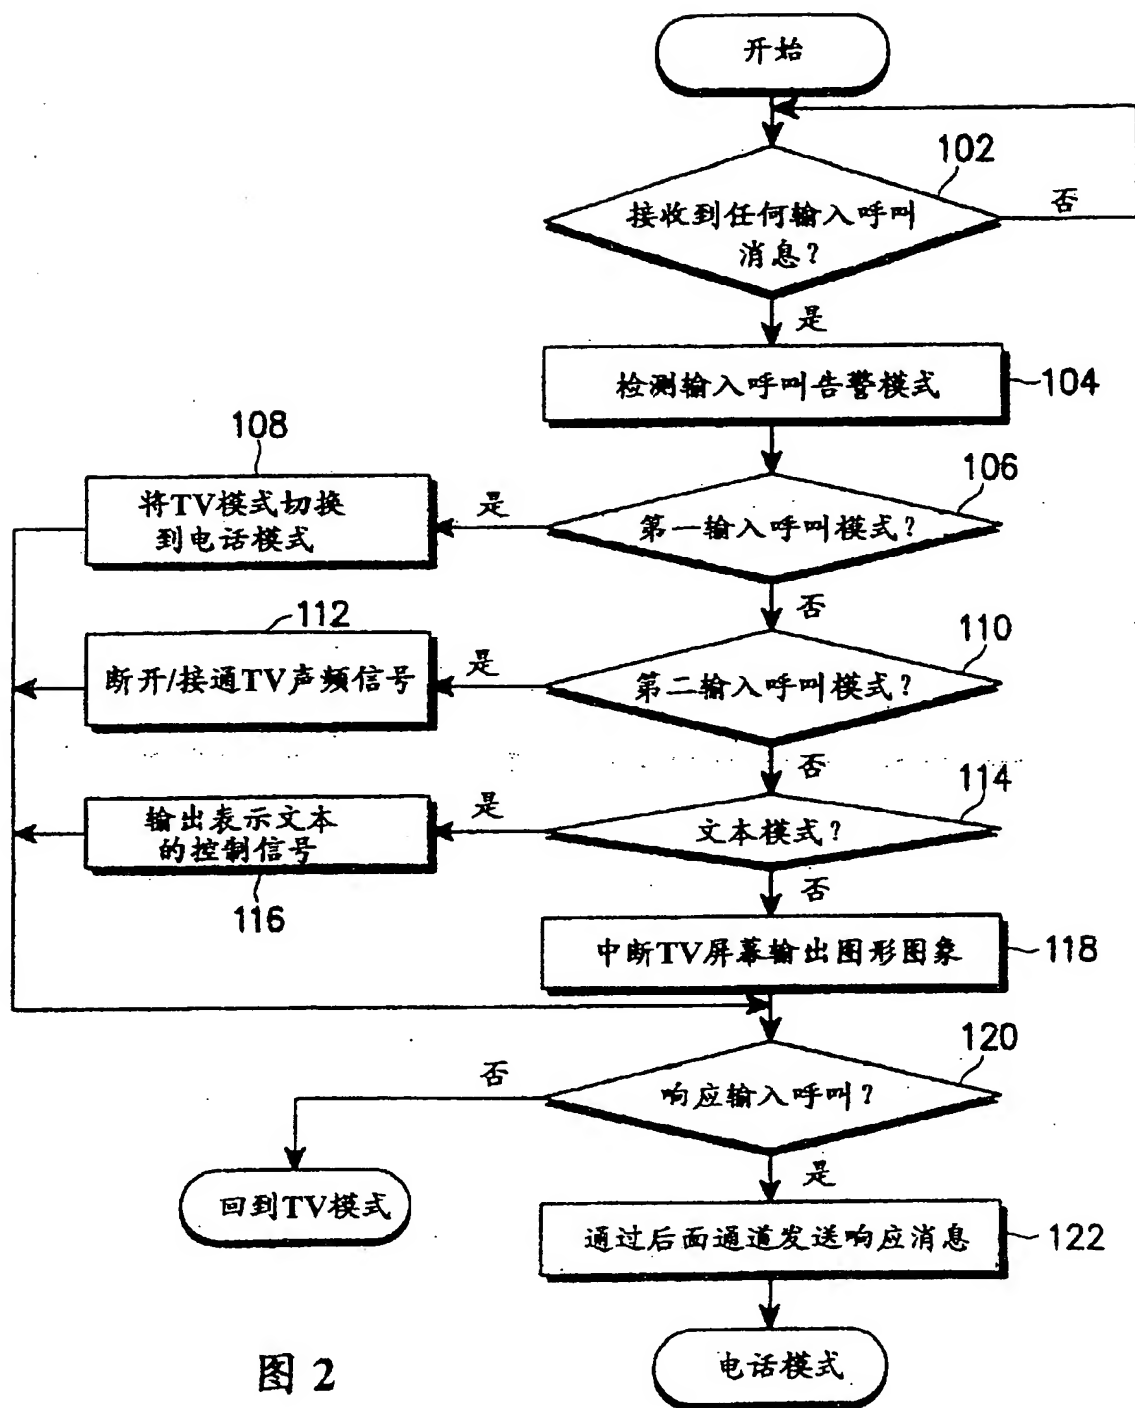 开始
102
接收到任何输入呼叫
消息?
否
是
检测输入呼叫告警模式
104
108
将TV模式切换
到电话模式
是
106
第一输入呼叫模式?
否
112
断开/接通TV声频信号
是
110
第二输入呼叫模式?
否
114
输出表示文本
的控制信号
是
文本模式?
116
否
中断TV屏幕输出图形图象
118
120
否
响应输入呼叫?
是
回到TV模式
通过后面通道发送响应消息
122
电话模式
图 2